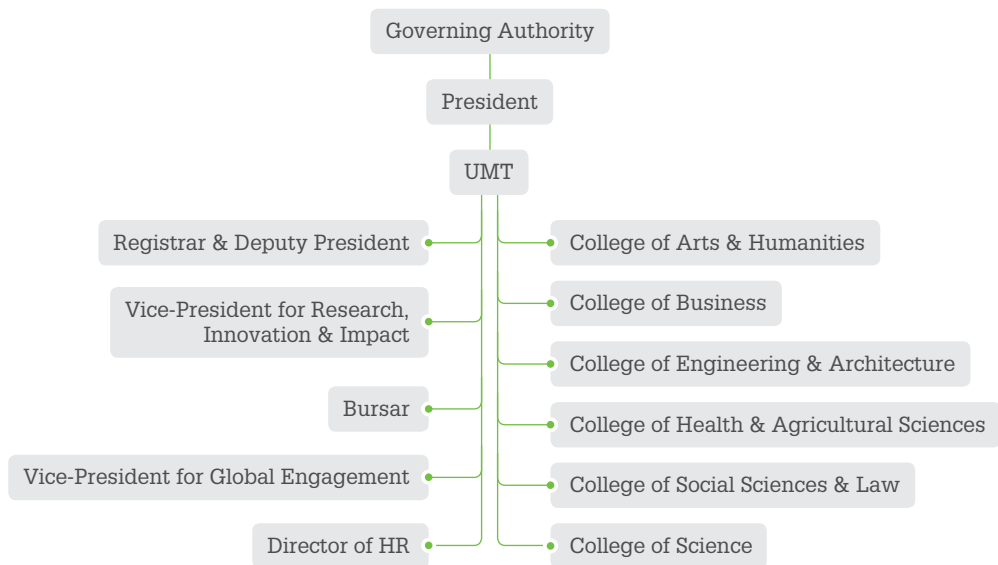 Governing Authority
President
UMT
Registrar & Deputy President
Vice-President for Research,
Innovation & Impact
Bursar
Vice-President for Global Engagement
Director of HR
College of Arts & Humanities
College of Business
College of Engineering & Architecture
College of Health & Agricultural Sciences
College of Social Sciences & Law
College of Science